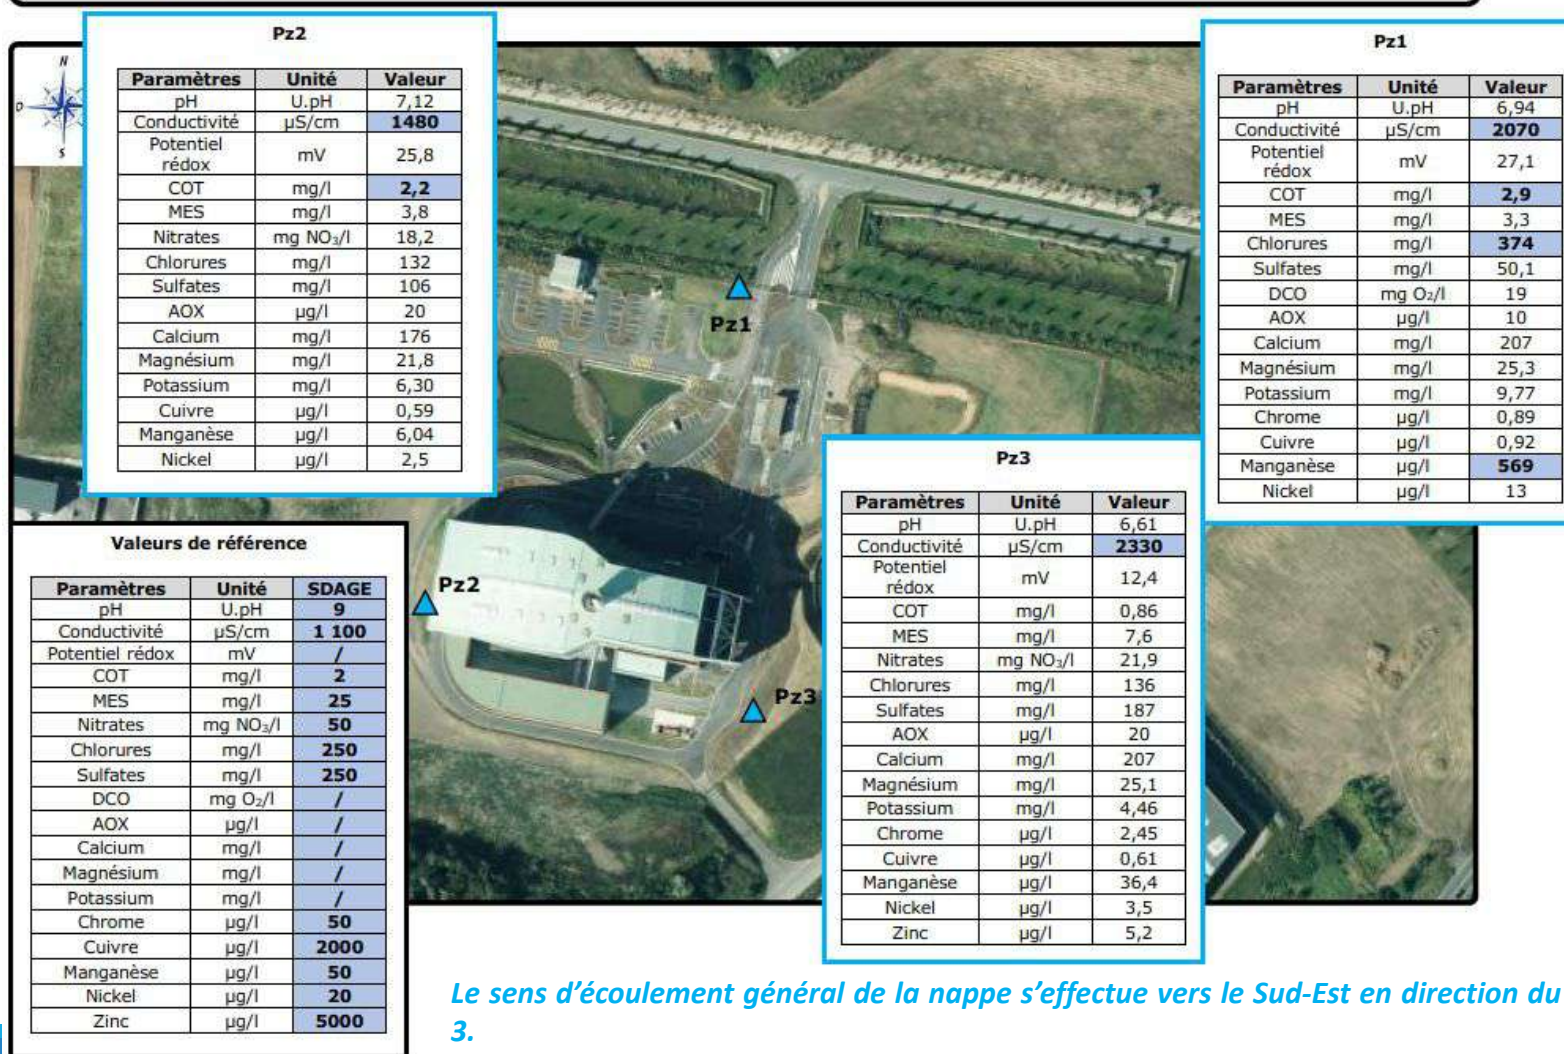 N
O
S
Pz2
Paramètres Unité Valeur
pH U.pH 7,12
Conductivité µS/cm 1480
Potentiel
rédox mV 25,8
COT mg/l 2,2
MES mg/l 3,8
Nitrates mg NO₃/l 18,2
Chlorures mg/l 132
Sulfates mg/l 106
AOX µg/l 20
Calcium mg/l 176
Magnésium mg/l 21,8
Potassium mg/l 6,30
Cuivre µg/l 0,59
Manganèse µg/l 6,04
Nickel µg/l 2,5
Pz1
Paramètres Unité Valeur
pH U.pH 6,94
Conductivité µS/cm 2070
Potentiel
rédox mV 27,1
COT mg/l 2,9
MES mg/l 3,3
Chlorures mg/l 374
Sulfates mg/l 50,1
DCO mg O₂/l 19
AOX µg/l 10
Calcium mg/l 207
Magnésium mg/l 25,3
Potassium mg/l 9,77
Chrome µg/l 0,89
Cuivre µg/l 0,92
Manganèse µg/l 569
Nickel µg/l 13
Pz1
Pz2
Pz3
Pz3
Paramètres Unité Valeur
pH U.pH 6,61
Conductivité µS/cm 2330
Potentiel
rédox mV 12,4
COT mg/l 0,86
MES mg/l 7,6
Nitrates mg NO₃/l 21,9
Chlorures mg/l 136
Sulfates mg/l 187
AOX µg/l 20
Calcium mg/l 207
Magnésium mg/l 25,1
Potassium mg/l 4,46
Chrome µg/l 2,45
Cuivre µg/l 0,61
Manganèse µg/l 36,4
Nickel µg/l 3,5
Zinc µg/l 5,2
Valeurs de référence
Paramètres Unité SDAGE
pH U.pH 9
Conductivité µS/cm 1 100
Potentiel rédox mV /
COT mg/l 2
MES mg/l 25
Nitrates mg NO₃/l 50
Chlorures mg/l 250
Sulfates mg/l 250
DCO mg O₂/l /
AOX µg/l /
Calcium mg/l /
Magnésium mg/l /
Potassium mg/l /
Chrome µg/l 50
Cuivre µg/l 2000
Manganèse µg/l 50
Nickel µg/l 20
Zinc µg/l 5000
Le sens d'écoulement général de la nappe s'effectue vers le Sud-Est en direction du
3.